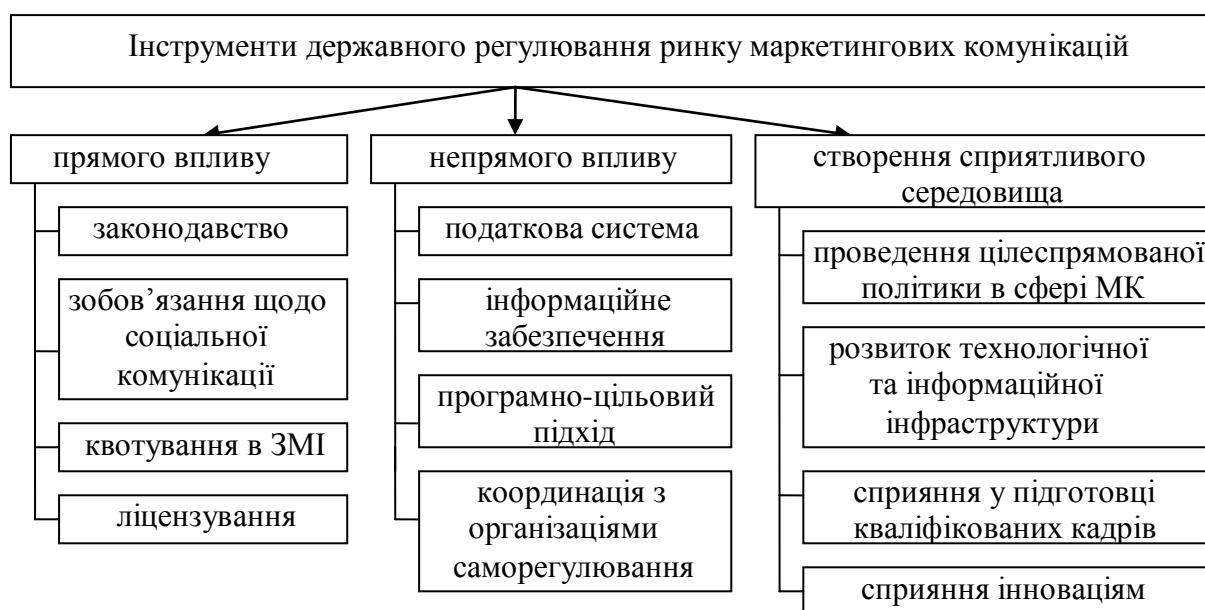 Інструменти державного регулювання ринку маркетингових комунікацій
прямого впливу
законодавство
зобов’язання щодо
соціальної
комунікації
квотування в ЗМІ
ліцензування
непрямого впливу
податкова система
інформаційне
забезпечення
програмно-цільовий
підхід
координація з
організаціями
саморегулювання
створення сприятливого
середовища
проведення цілеспрямованої
політики в сфері МК
розвиток технологічної
та інформаційної
інфраструктури
сприяння у підготовці
кваліфікованих кадрів
сприяння інноваціям